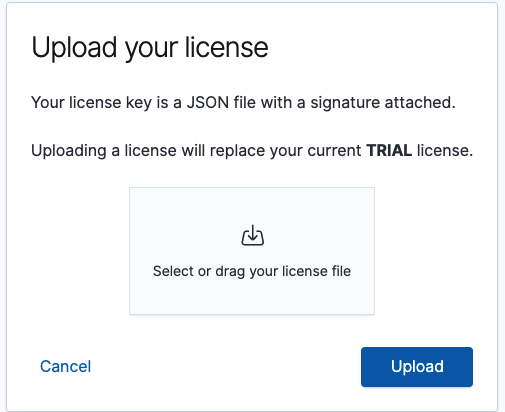 Upload your license
Your license key is a JSON file with a signature attached.
Uploading a license will replace your current TRIAL license.
Select or drag your license file
Cancel
Upload